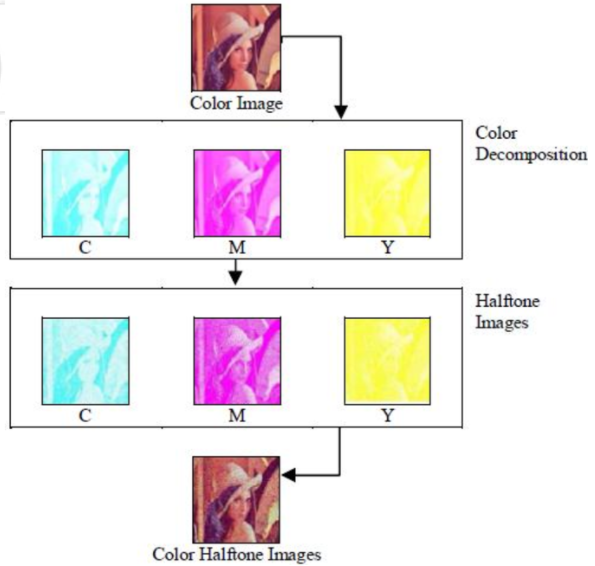 Color Image
Color
Decomposition
C M Y
Halftone
Images
C M Y
Color Halftone Images